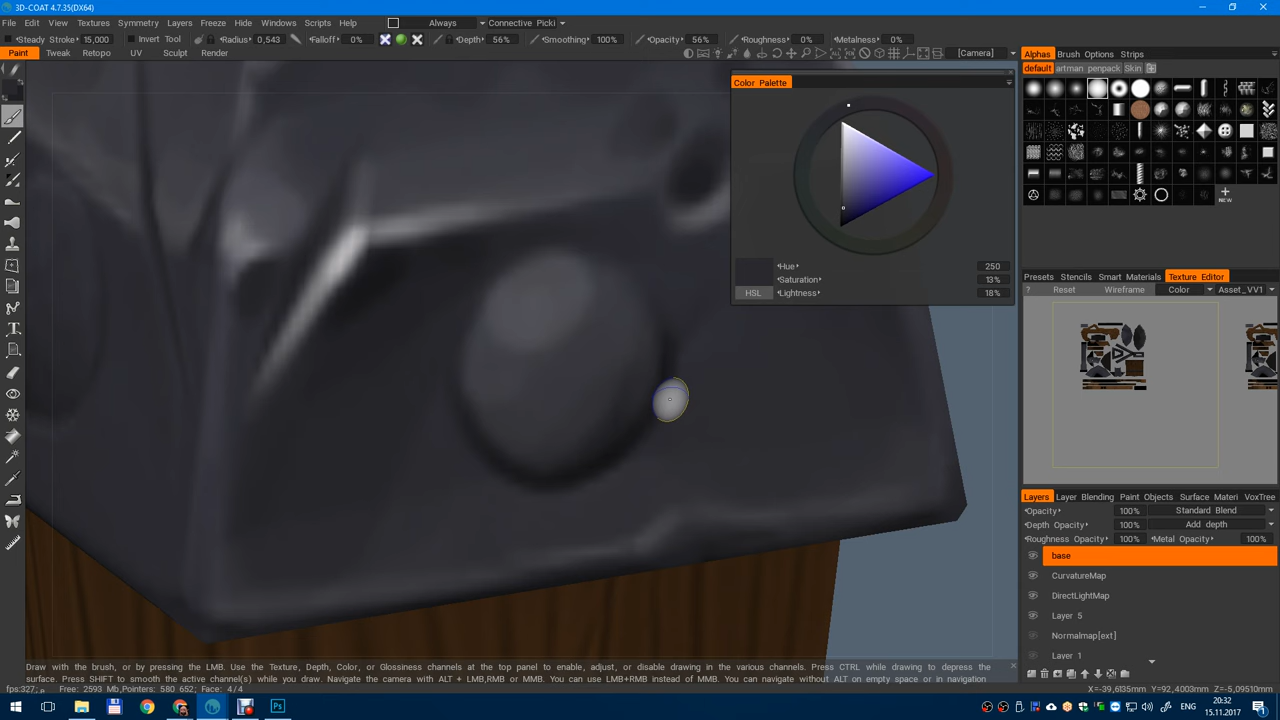 3D-COAT 4.7.35(DX64)
File Edit View Textures Symmetry Layers Freeze Hide Windows Scripts Help Always Connective Picki
Steady Stroke 15,000 Invert Tool Radius 0,543 Falloff 0% Depth 56% Smoothing 100% Opacity 56% Roughness 0% Metalness 0%
Paint Tweak Retopo UV Sculpt Render [Camera]
Alphas Brush Options Strips
default artman penpack Skin
Color Palette
NEW
Hue 250
Saturation 13%
HSL Lightness 18%
Presets Stencils Smart Materials Texture Editor
? Reset Wireframe Color Asset_VV1
Layers Layer Blending Paint Objects Surface Materi VoxTree
Opacity 100% Standard Blend
Depth Opacity 100% Add depth
Roughness Opacity 100% Metal Opacity 100%
base
CurvatureMap
DirectLightMap
Layer 5
Normalmap[ext]
Layer 1
Draw with the brush, or by pressing the LMB. Use the Texture, Depth, Color, or Glossiness channels at the top panel to enable, adjust, or disable drawing in the various channels. Press CTRL while drawing to depress the
surface. Press SHIFT to smooth the active channel(s) while you draw. Navigate the camera with ALT + LMB,RMB or MMB. You can use LMB+RMB instead of MMB. You can navigate without ALT on empty space or in navigation
fps:327; Free: 2593 Mb,Pointers: 580 652; Face: 4/4 X=-39,6135mm Y=92,4003mm Z=-5,09510mm
Ps ENG 20:32
15.11.2017